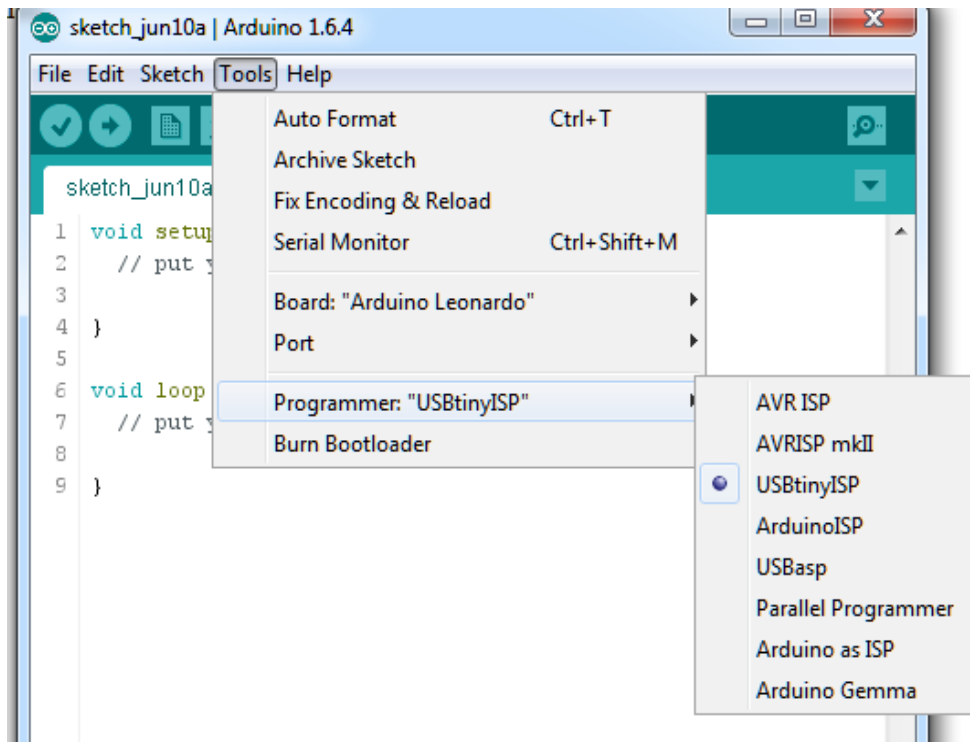 sketch_jun10a | Arduino 1.6.4
File Edit Sketch Tools Help
Auto Format Ctrl+T
Archive Sketch
sketch_jun10a
Fix Encoding & Reload
Serial Monitor Ctrl+Shift+M
Board: "Arduino Leonardo"
Port
Programmer: "USBtinyISP"
Burn Bootloader
1 void setup
2 // put
3
4 }
5
6 void loop
7 // put
8
9 }
AVR ISP
AVRISP mkII
USBtinyISP
ArduinoISP
USBasp
Parallel Programmer
Arduino as ISP
Arduino Gemma